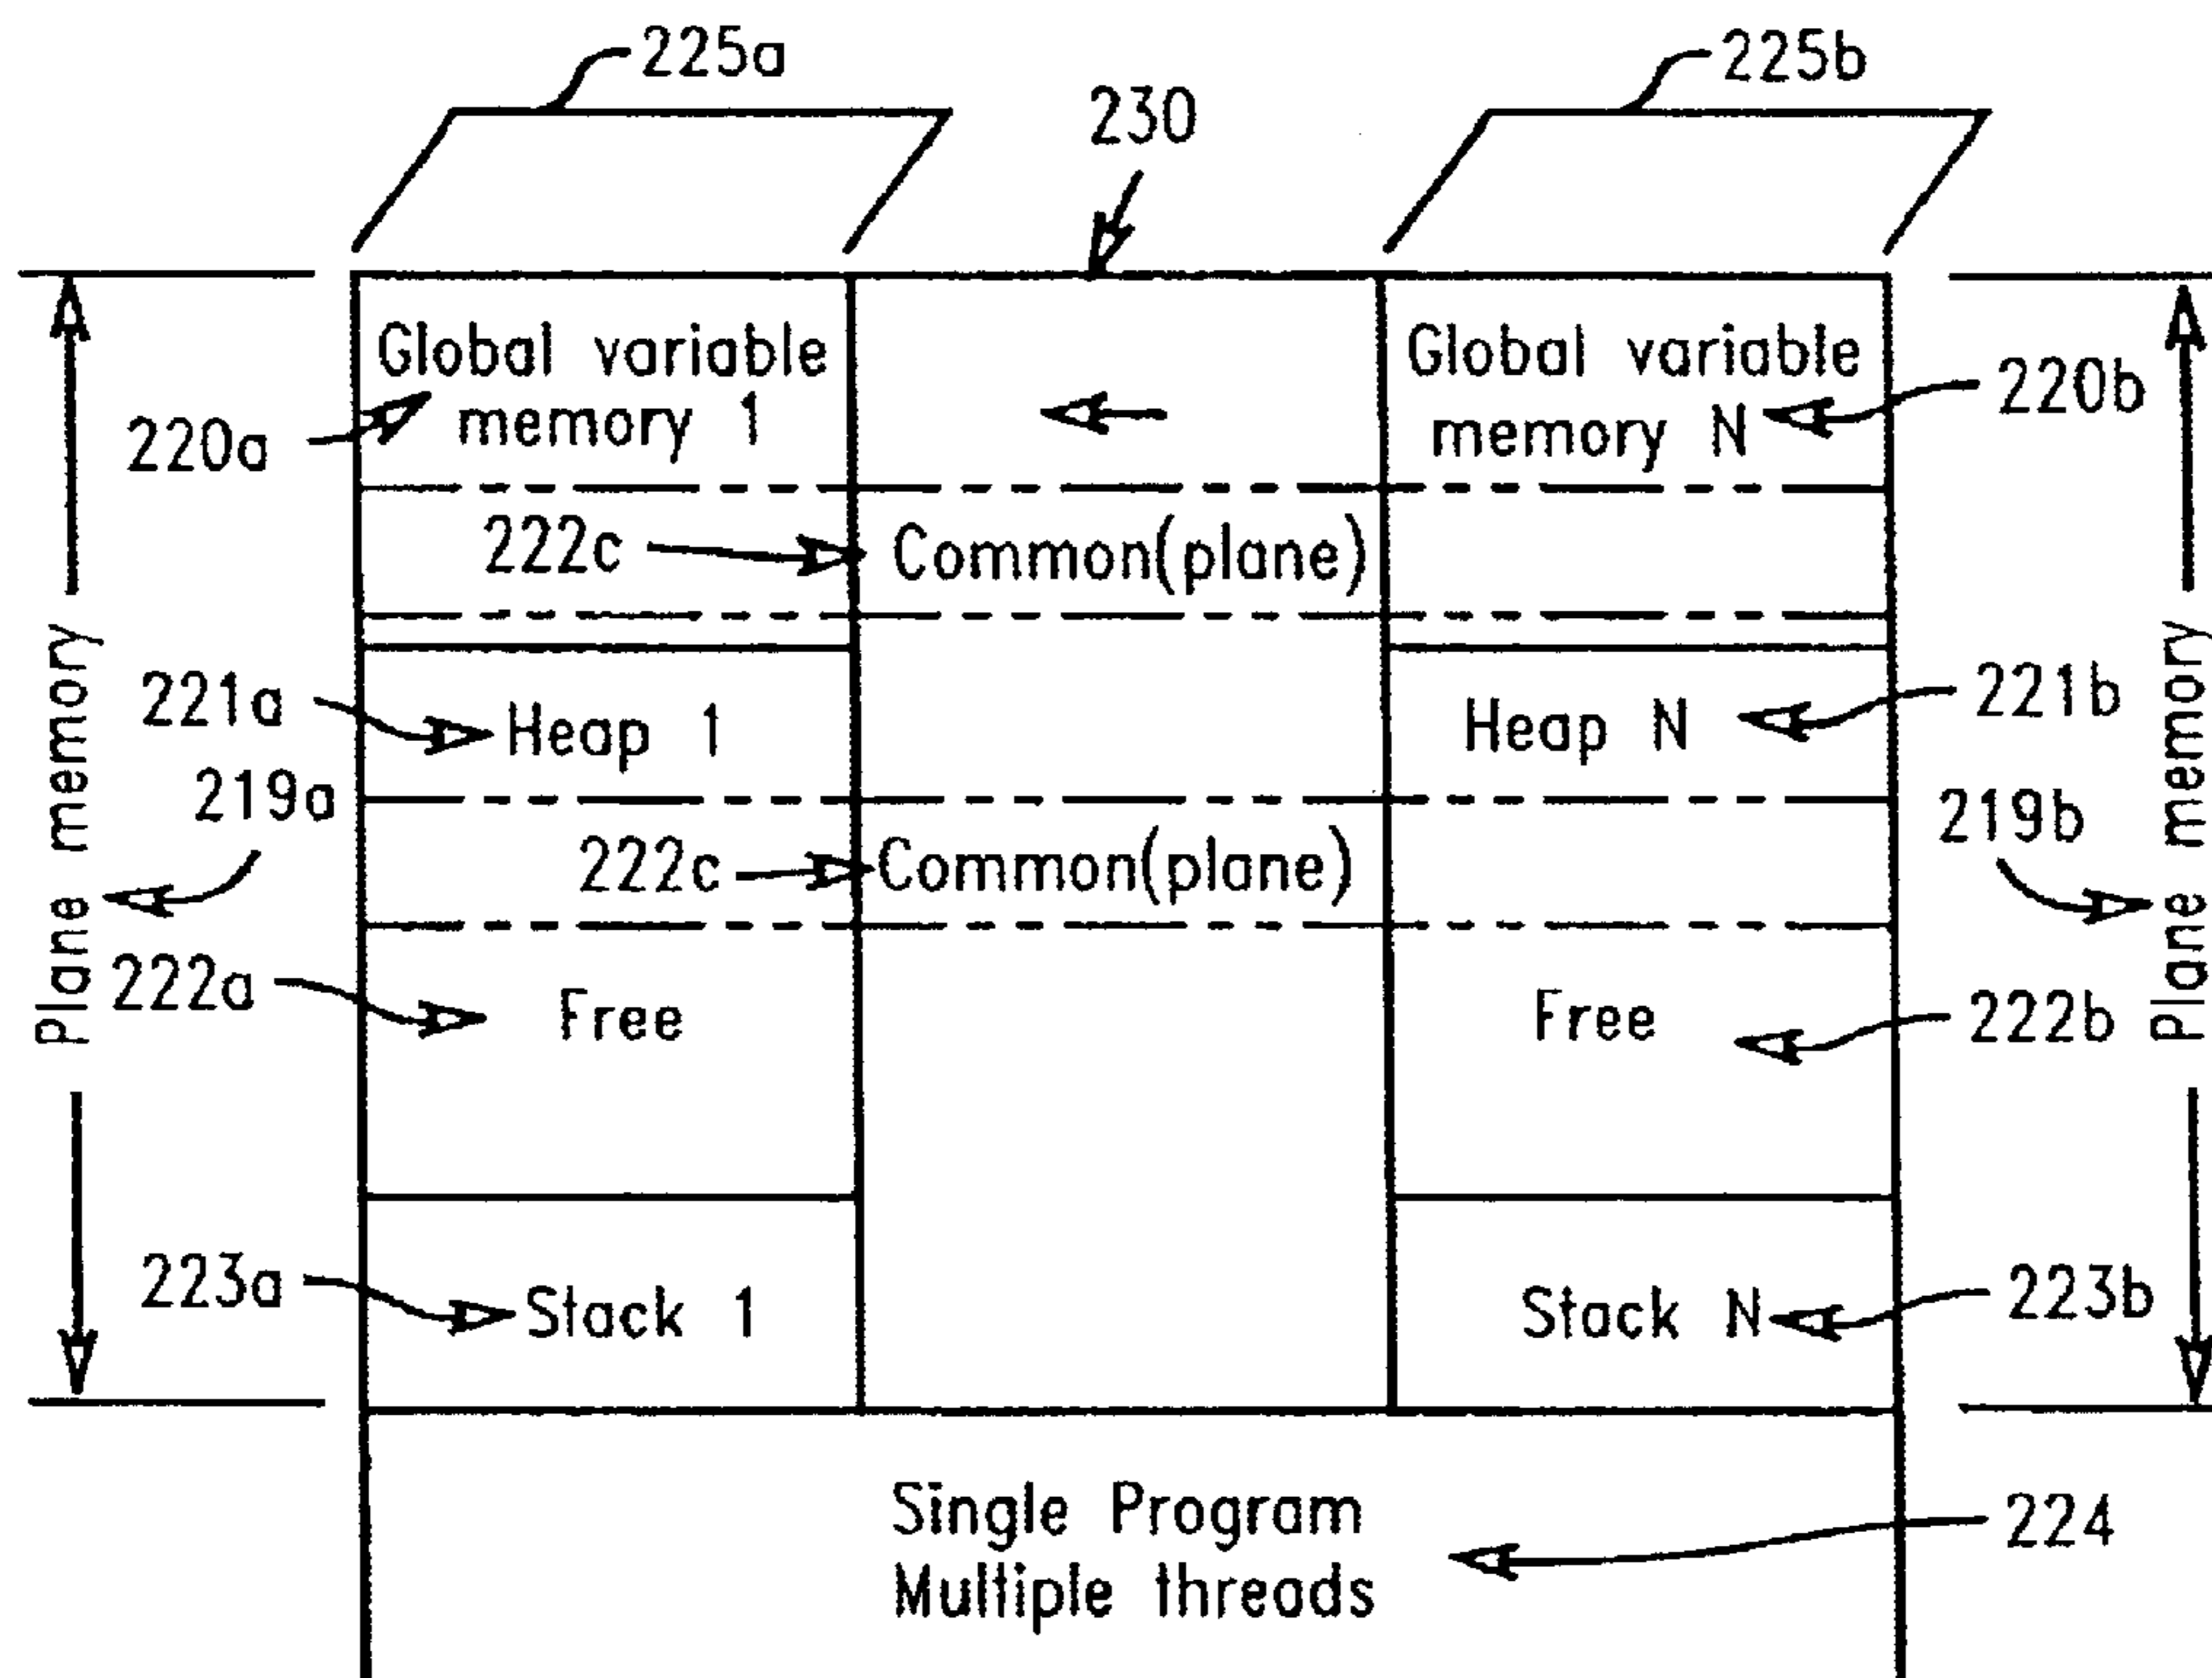 225a
225b
230
Global variable
memory 1
Global variable
memory N
220a
220b
222c
Common(plane)
Plane memory
Plane memory
221a
Heap 1
Heap N
221b
219a
219b
222c
Common(plane)
222a
Free
Free
222b
223a
Stack 1
Stack N
223b
Single Program
Multiple threads
224